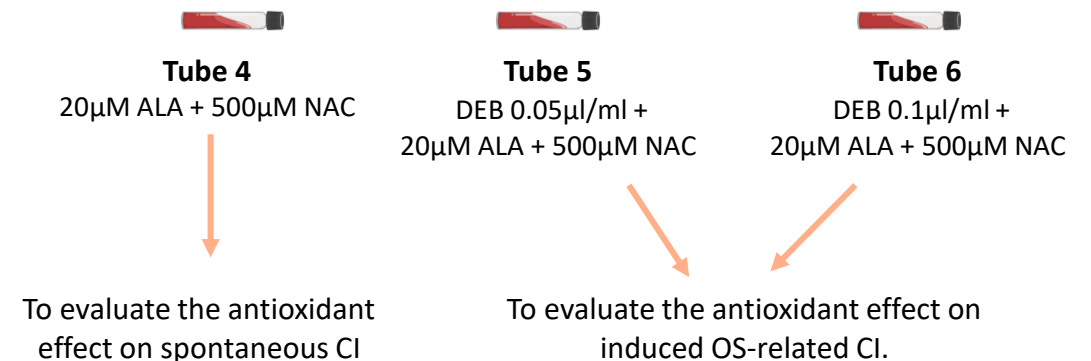 Tube 4
20µM ALA + 500µM NAC
Tube 5
DEB 0.05µl/ml +
20µM ALA + 500µM NAC
Tube 6
DEB 0.1µl/ml +
20µM ALA + 500µM NAC
To evaluate the antioxidant
effect on spontaneous CI
To evaluate the antioxidant effect on
induced OS-related CI.